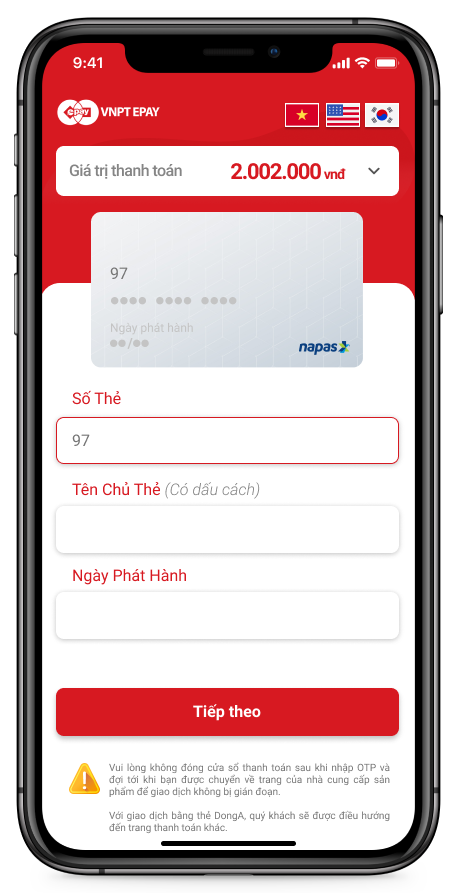 9:41
epay VNPT EPAY
Giá trị thanh toán 2.002.000 vnđ
97
Ngày phát hành
napas
Số Thẻ
97
Tên Chủ Thẻ (Có dấu cách)
Ngày Phát Hành
Tiếp theo
Vui lòng không đóng cửa sổ thanh toán sau khi nhập OTP và
đợi tới khi bạn được chuyển về trang của nhà cung cấp sản
phẩm để giao dịch không bị gián đoạn.
Với giao dịch bằng thẻ DongA, quý khách sẽ được điều hướng
đến trang thanh toán khác.